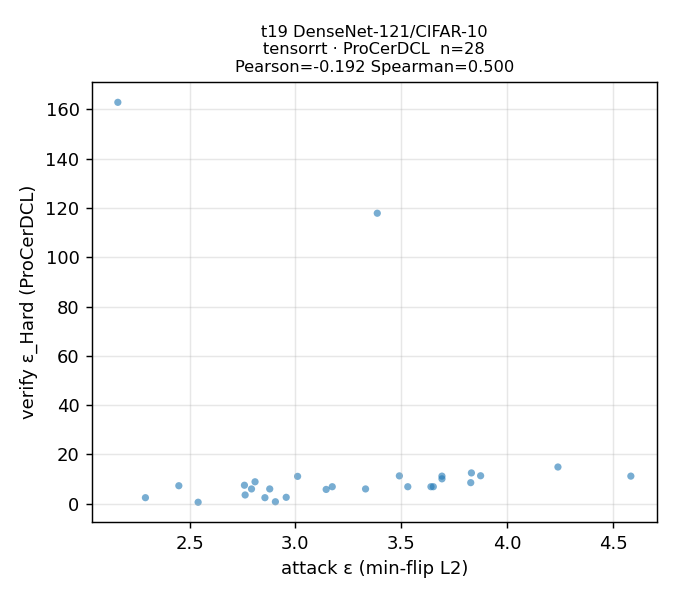 t19 DenseNet-121/CIFAR-10
tensorrt · ProCerDCL  n=28
Pearson=-0.192 Spearman=0.500
verify ε_Hard (ProCerDCL)
160
140
120
100
80
60
40
20
0
2.5 3.0 3.5 4.0 4.5
attack ε (min-flip L2)